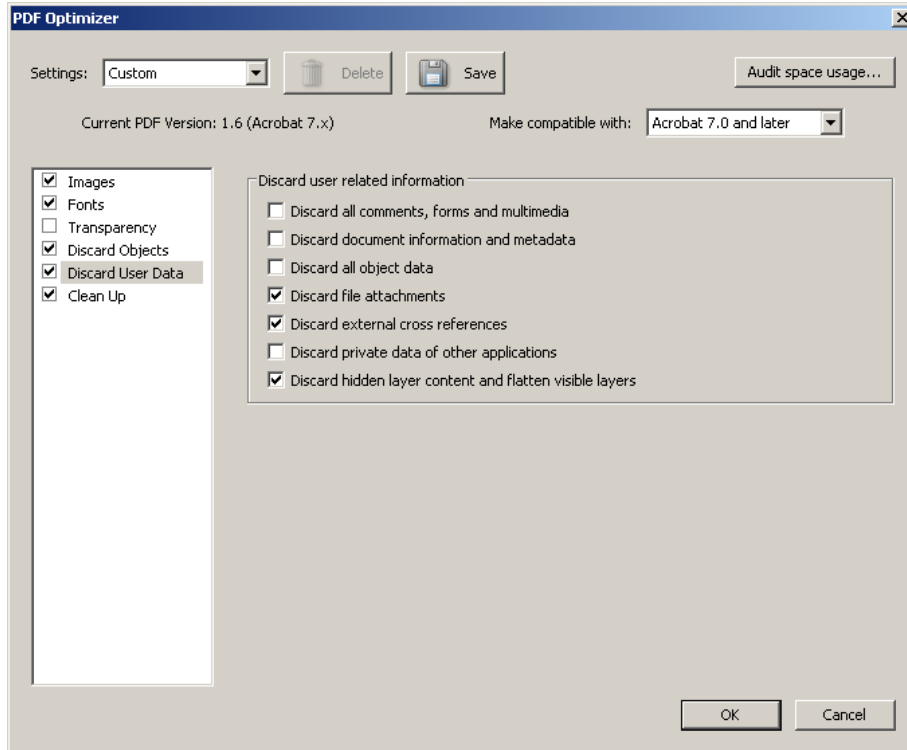 PDF Optimizer
Settings: Custom Delete Save Audit space usage...
Current PDF Version: 1.6 (Acrobat 7.x) Make compatible with: Acrobat 7.0 and later
Images
Fonts
Transparency
Discard Objects
Discard User Data
Clean Up
Discard user related information
Discard all comments, forms and multimedia
Discard document information and metadata
Discard all object data
Discard file attachments
Discard external cross references
Discard private data of other applications
Discard hidden layer content and flatten visible layers
OK Cancel